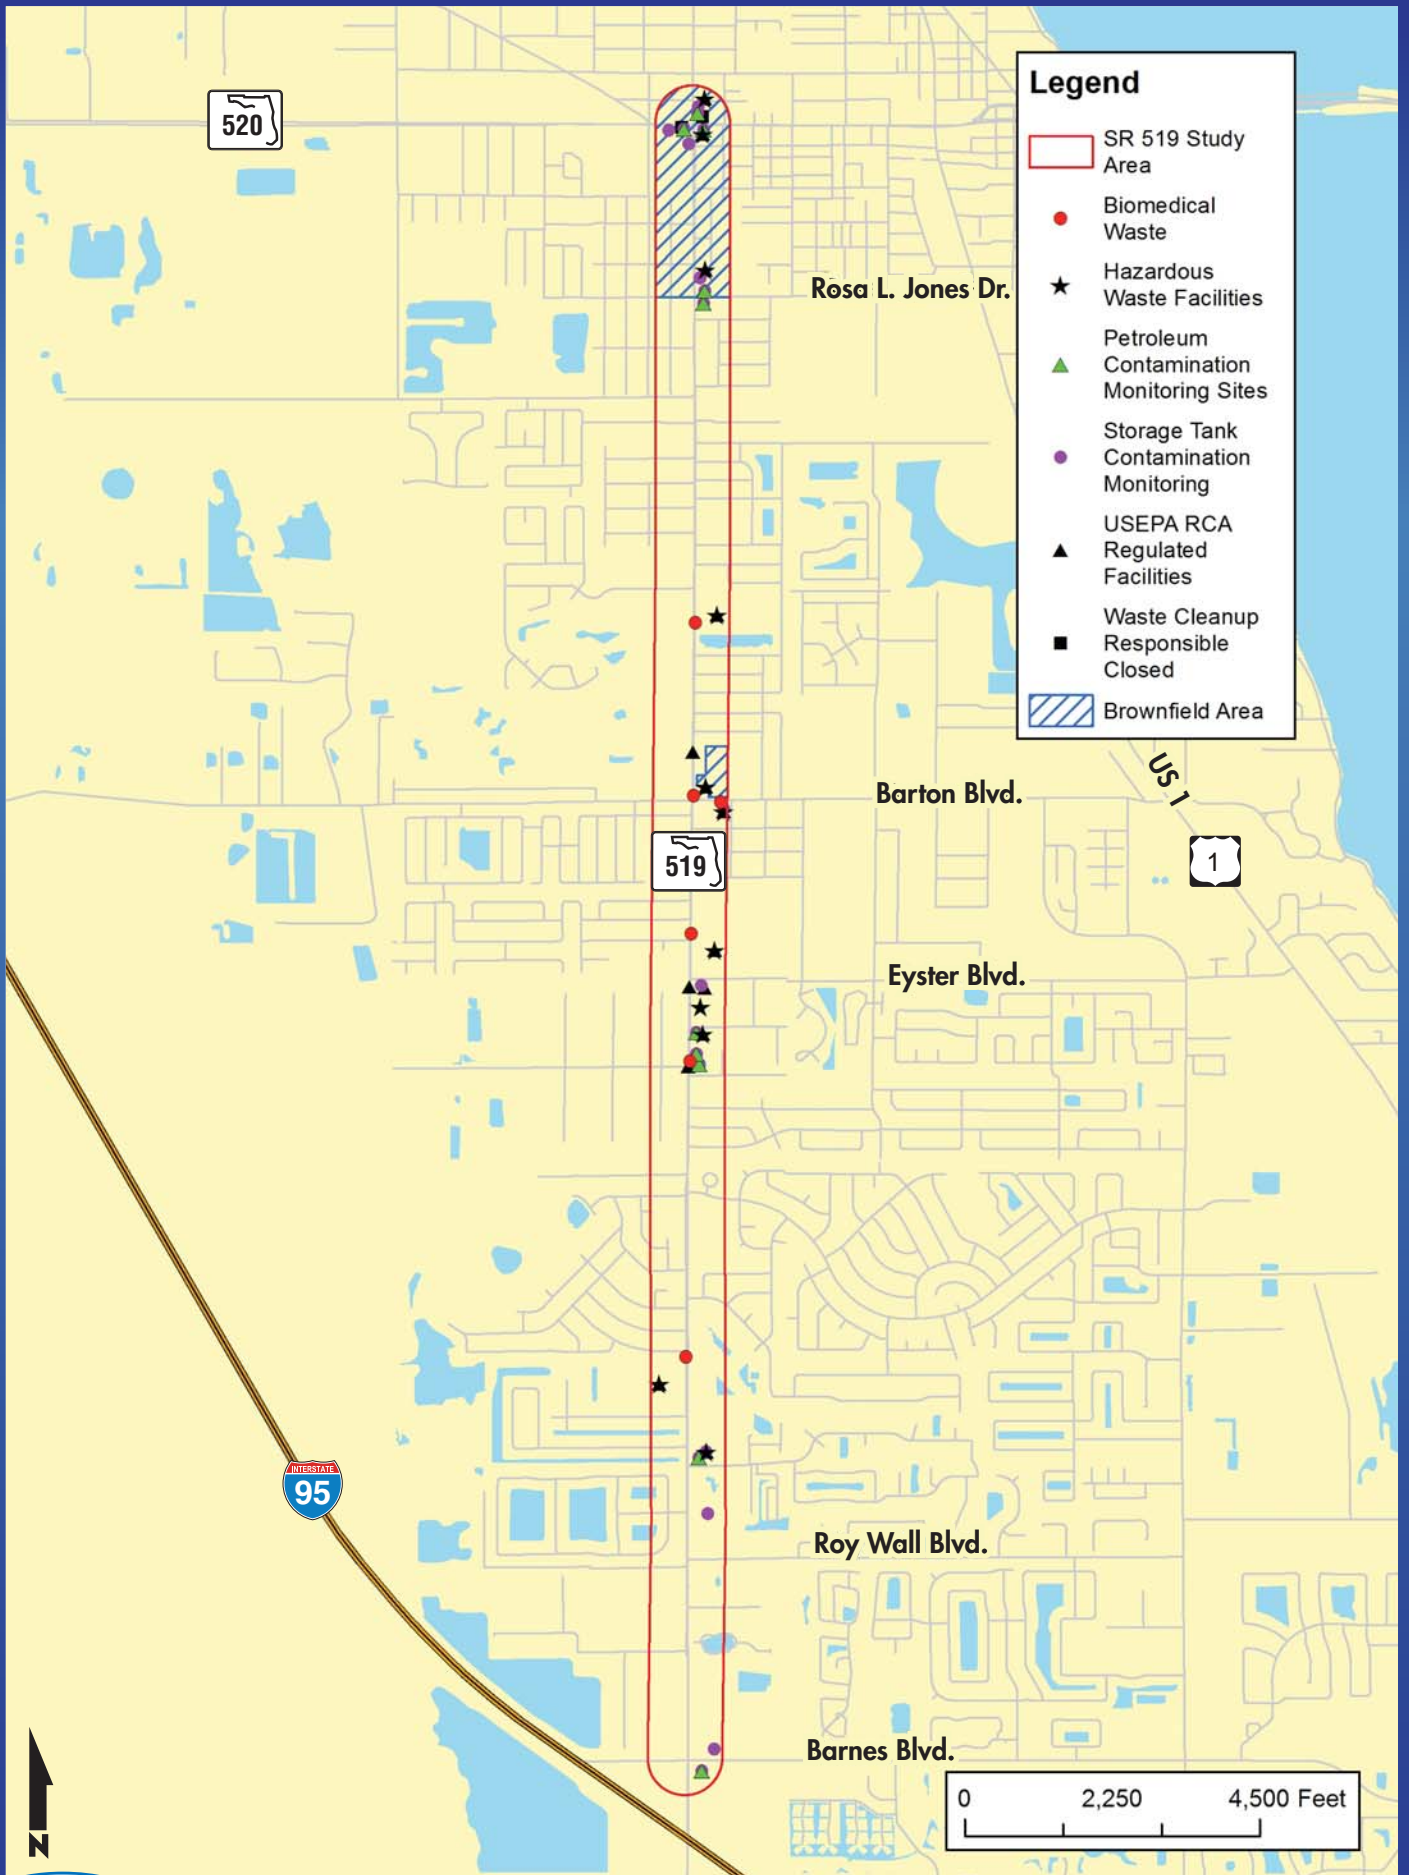 520
Legend
SR 519 Study
Area
Biomedical
Waste
Hazardous
Waste Facilities
Petroleum
Contamination
Monitoring Sites
Storage Tank
Contamination
Monitoring
USEPA RCA
Regulated
Facilities
Waste Cleanup
Responsible
Closed
Brownfield Area
Rosa L. Jones Dr.
US 1
Barton Blvd.
519
1
Eyster Blvd.
INTERSTATE
95
Roy Wall Blvd.
Barnes Blvd.
0 2,250 4,500 Feet
N